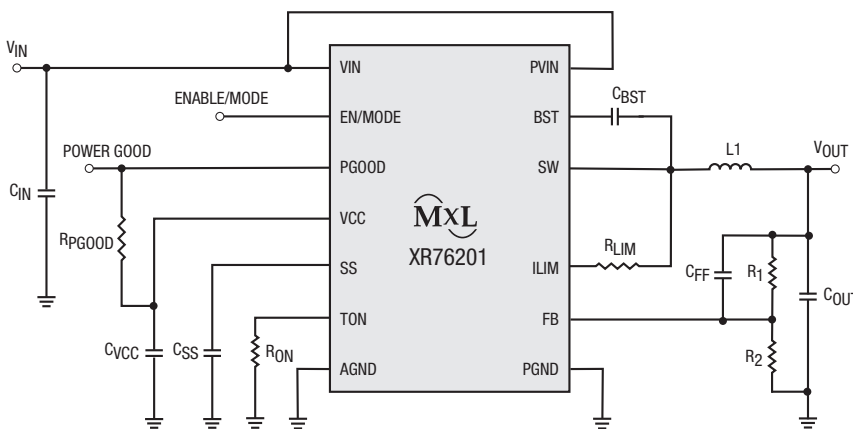 VIN
VIN
PVIN
CBST
ENABLE/MODE
EN/MODE
BST
POWER GOOD
PGOOD
SW
L1
VOUT
CIN
RPGOOD
VCC
MXL
XR76201
RLIM
SS
ILIM
CFF
R1
COUT
TON
FB
CVCC
CSS
RON
R2
AGND
PGND